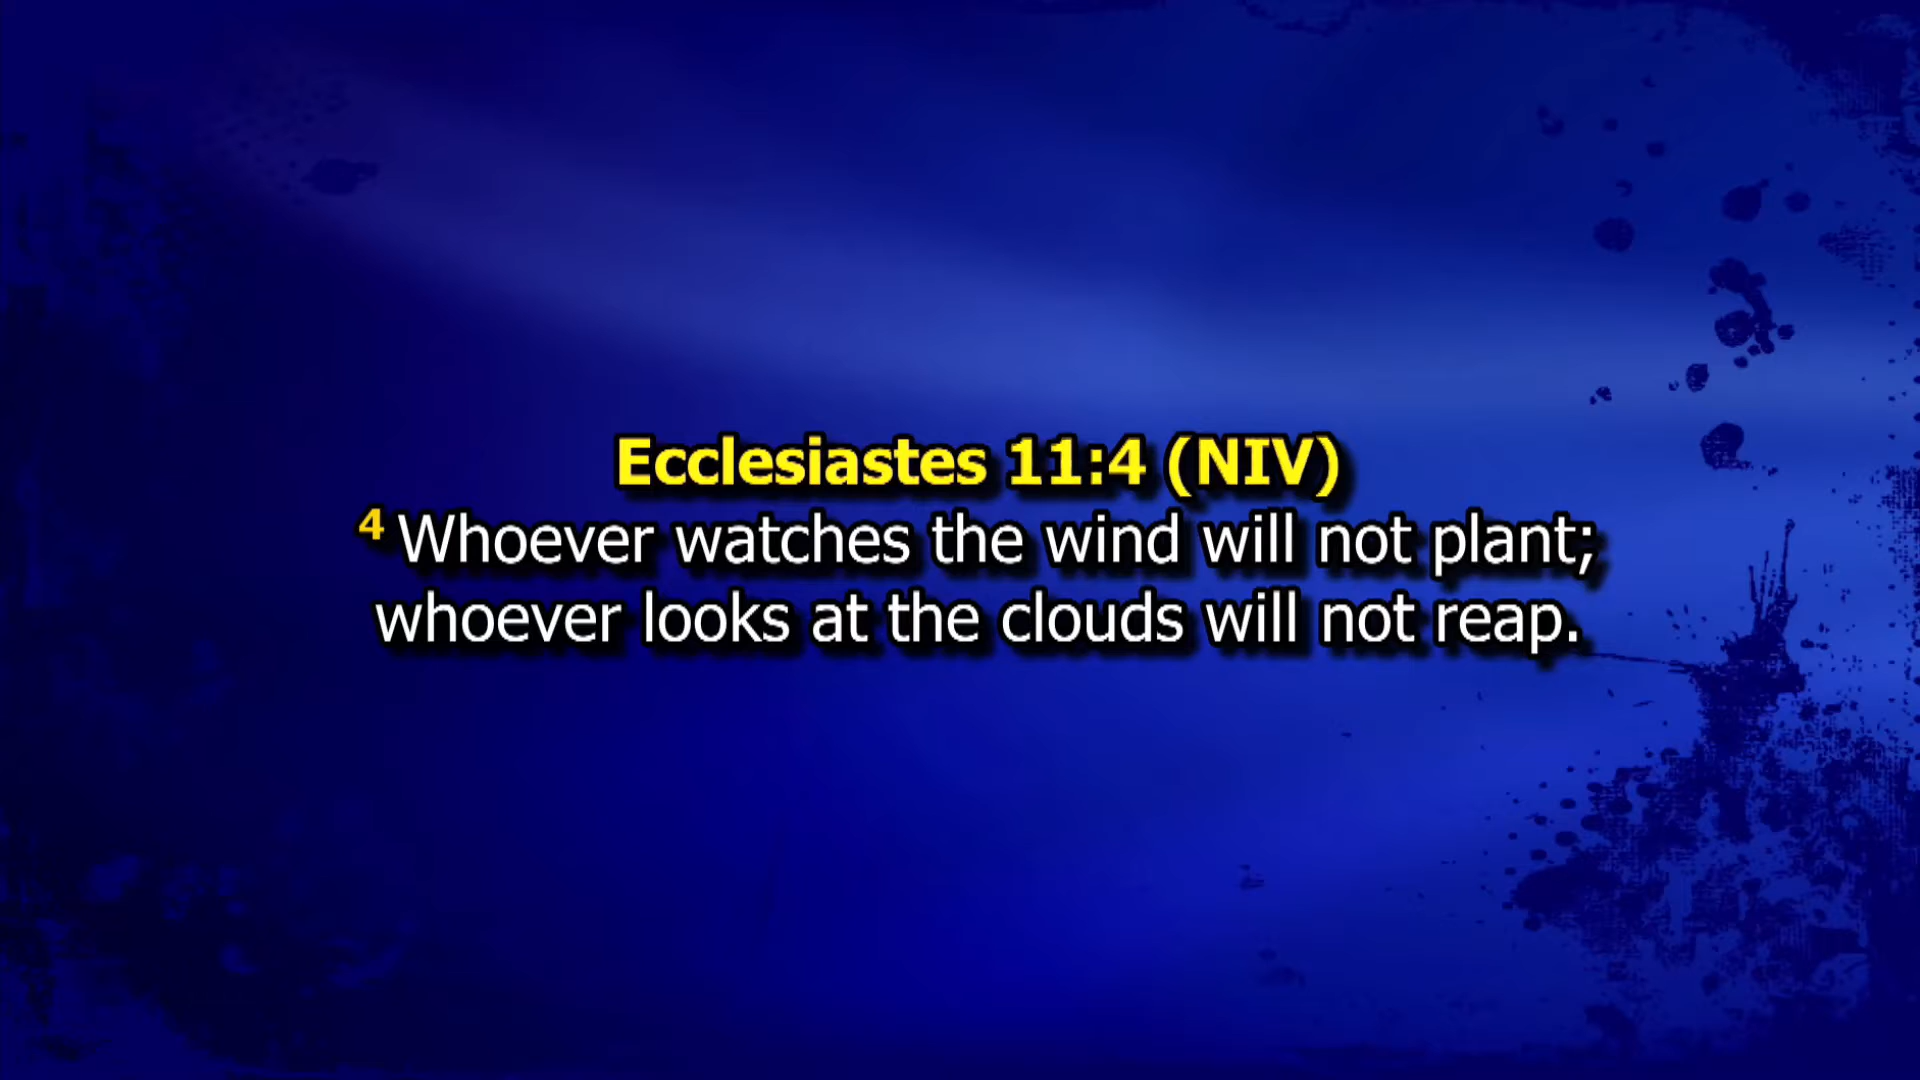 Ecclesiastes 11:4 (NIV)
4 Whoever watches the wind will not plant;
whoever looks at the clouds will not reap.